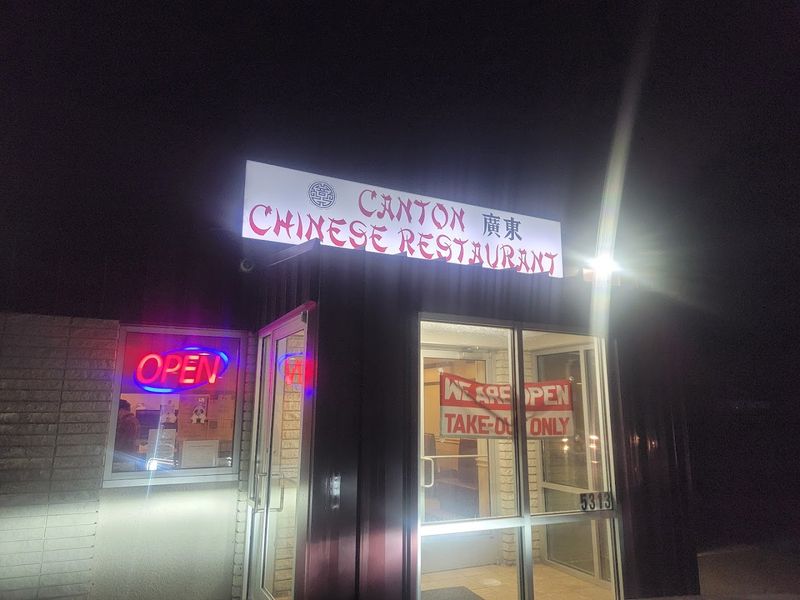 CANTON 廣東
CHINESE RESTAURANT
OPEN
WE ARE OPEN
TAKE-OUT ONLY
5313